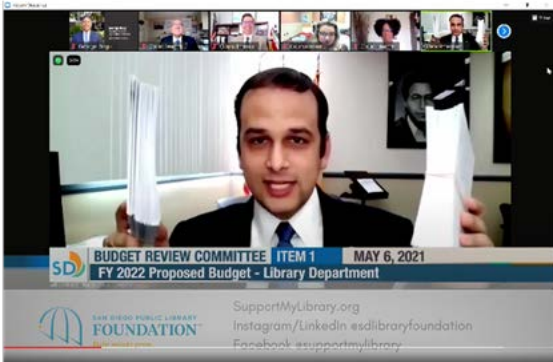 SD
BUDGET REVIEW COMMITTEE ITEM 1 MAY 6, 2021
FY 2022 Proposed Budget - Library Department
SAN DIEGO PUBLIC LIBRARY
FOUNDATION
SupportMyLibrary.org
Instagram/LinkedIn @sdlibraryfoundation
Facebook @supportmylibrary